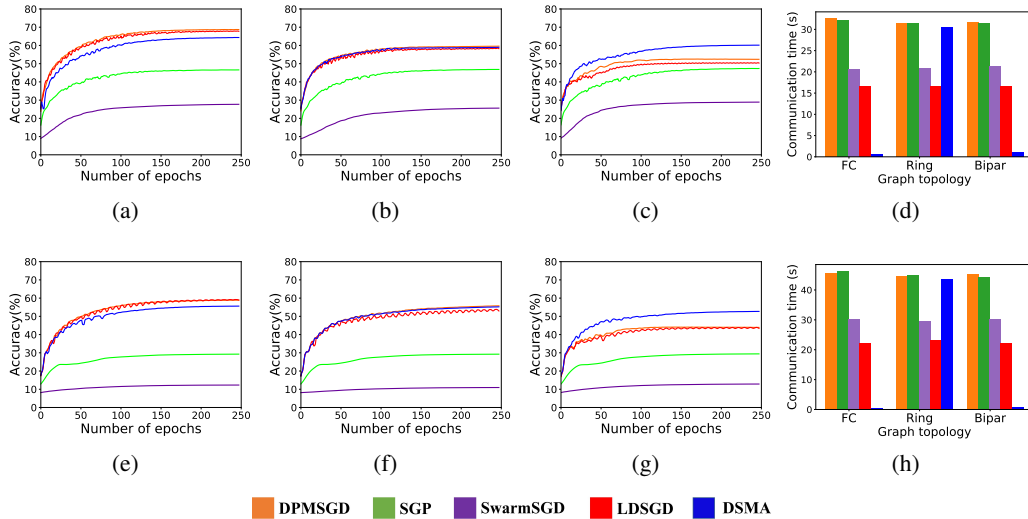 80
70
60
50
40
30
20
10
0
Accuracy(%)
0 50 100 150 200 250
Number of epochs
(a)
80
70
60
50
40
30
20
10
0
Accuracy(%)
0 50 100 150 200 250
Number of epochs
(b)
80
70
60
50
40
30
20
10
0
Accuracy(%)
0 50 100 150 200 250
Number of epochs
(c)
30
25
20
15
10
5
0
Communication time (s)
FC Ring Bipar
Graph topology
(d)
80
70
60
50
40
30
20
10
0
Accuracy(%)
0 50 100 150 200 250
Number of epochs
(e)
80
70
60
50
40
30
20
10
0
Accuracy(%)
0 50 100 150 200 250
Number of epochs
(f)
80
70
60
50
40
30
20
10
0
Accuracy(%)
0 50 100 150 200 250
Number of epochs
(g)
40
30
20
10
0
Communication time (s)
FC Ring Bipar
Graph topology
(h)
DPMSGD SGP SwarmSGD LDSGD DSMA